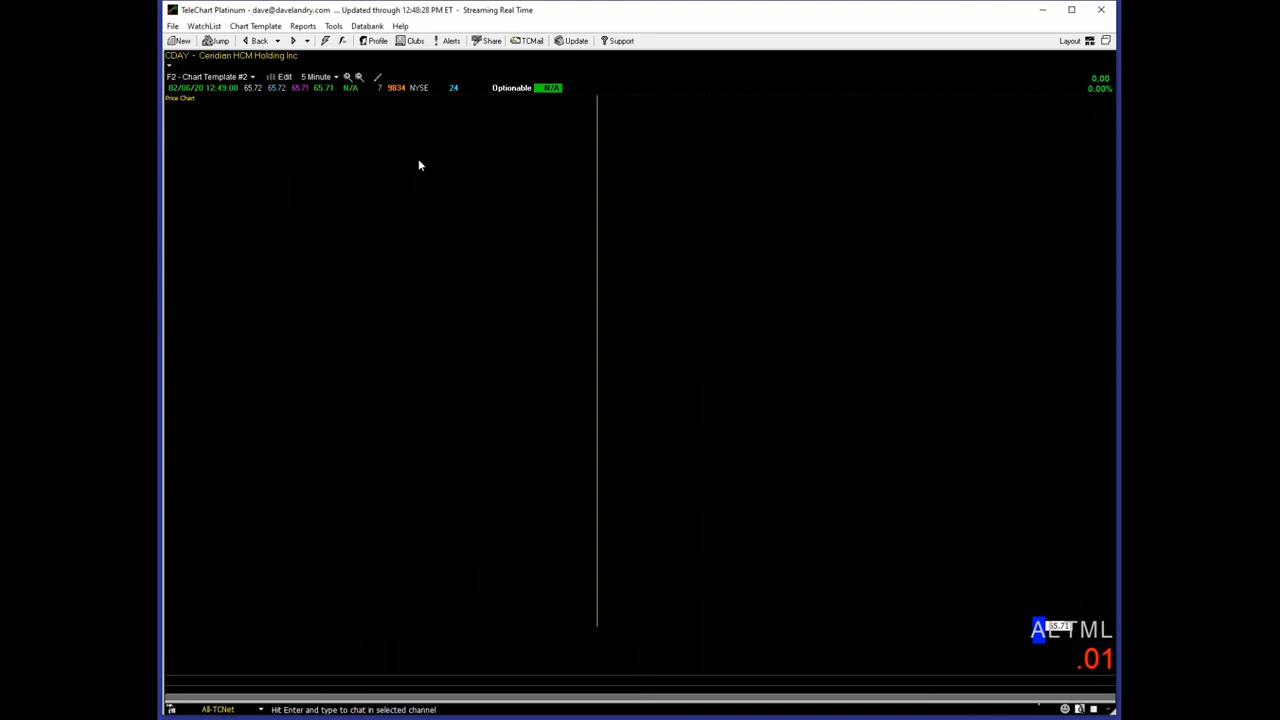 TeleChart Platinum - dave@davelandry.com ... Updated through 12:48:28 PM ET - Streaming Real Time
File WatchList Chart Template Reports Tools Databank Help
New Jump Back Profile Clubs Alerts Share TCMail Update Support Layout
CDAY - Ceridian HCM Holding Inc
F2 - Chart Template #2 Edit 5 Minute 0.00
02/06/20 12:49:00 65.72 65.72 65.71 65.71 N/A 7 9834 NYSE 24 Optionable N/A 0.00%
Price Chart
65.71
.01
All-TCNet Hit Enter and type to chat in selected channel